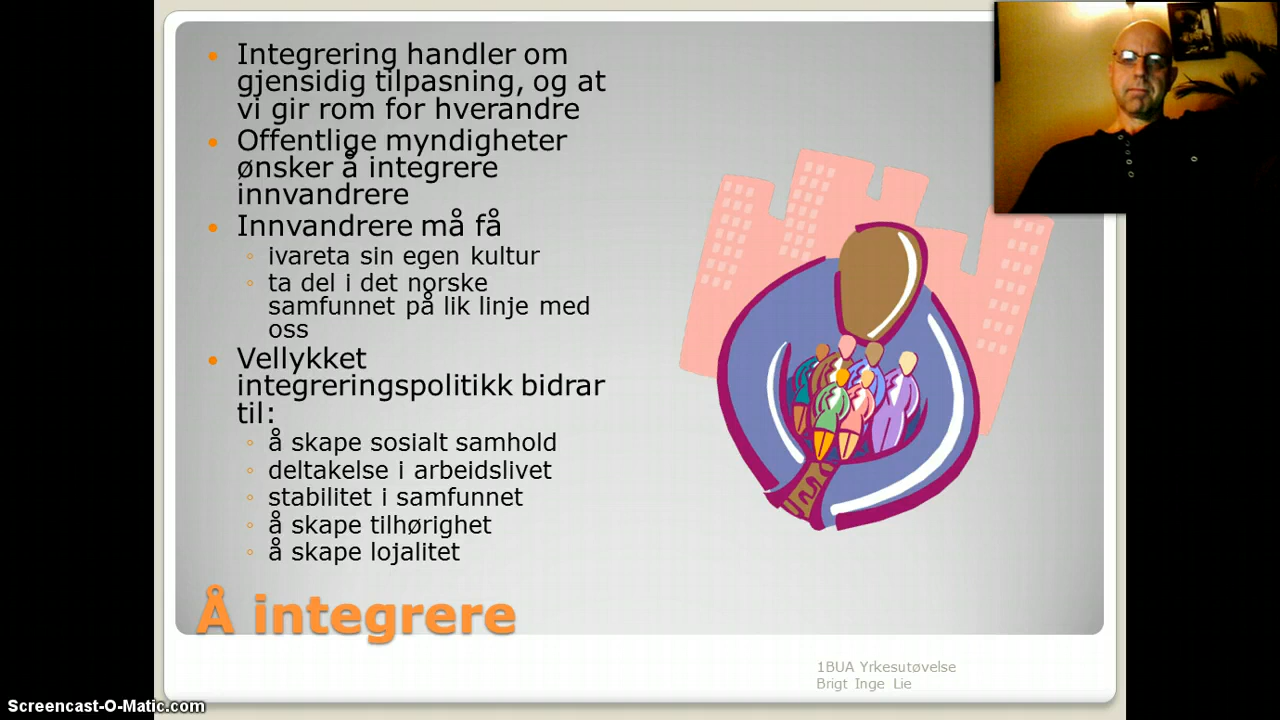 Integrering handler om
gjensidig tilpasning, og at
vi gir rom for hverandre
Offentlige myndigheter
ønsker å integrere
innvandrere
Innvandrere må få
ivareta sin egen kultur
ta del i det norske
samfunnet på lik linje med
oss
Vellykket
integreringspolitikk bidrar
til:
å skape sosialt samhold
deltakelse i arbeidslivet
stabilitet i samfunnet
å skape tilhørighet
å skape lojalitet
Å integrere
1BUA Yrkesutøvelse
Brigt Inge Lie
Screencast-O-Matic.com